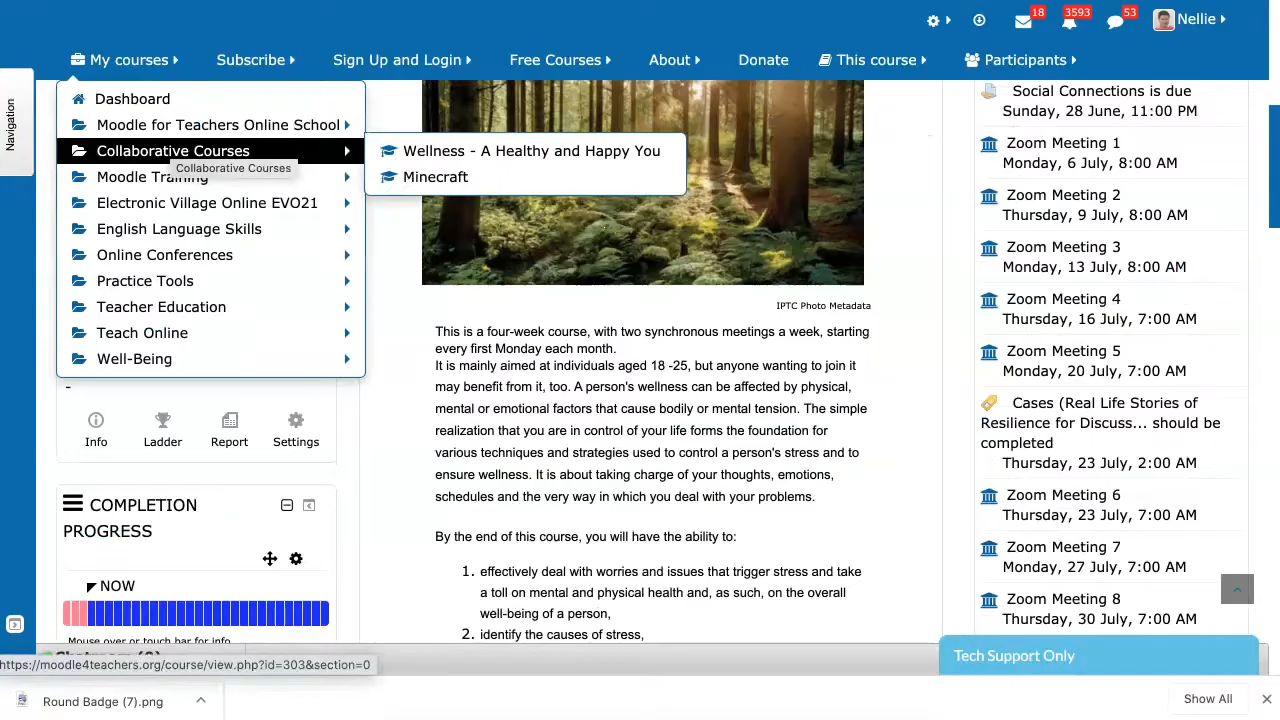 18
3593
53
Nellie
My courses
Subscribe
Sign Up and Login
Free Courses
About
Donate
This course
Participants
Navigation
Dashboard
Moodle for Teachers Online School
Collaborative Courses
Collaborative Courses
Moodle Training
Electronic Village Online EVO21
English Language Skills
Online Conferences
Practice Tools
Teacher Education
Teach Online
Well-Being
Wellness - A Healthy and Happy You
Minecraft
-
Info
Ladder
Report
Settings
COMPLETION
PROGRESS
NOW
Mouse over or touch bar for info.
IPTC Photo Metadata
This is a four-week course, with two synchronous meetings a week, starting
every first Monday each month.
It is mainly aimed at individuals aged 18 -25, but anyone wanting to join it
may benefit from it, too. A person's wellness can be affected by physical,
mental or emotional factors that cause bodily or mental tension. The simple
realization that you are in control of your life forms the foundation for
various techniques and strategies used to control a person's stress and to
ensure wellness. It is about taking charge of your thoughts, emotions,
schedules and the very way in which you deal with your problems.
By the end of this course, you will have the ability to:
1. effectively deal with worries and issues that trigger stress and take
a toll on mental and physical health and, as such, on the overall
well-being of a person,
2. identify the causes of stress,
Social Connections is due
Sunday, 28 June, 11:00 PM
Zoom Meeting 1
Monday, 6 July, 8:00 AM
Zoom Meeting 2
Thursday, 9 July, 8:00 AM
Zoom Meeting 3
Monday, 13 July, 8:00 AM
Zoom Meeting 4
Thursday, 16 July, 7:00 AM
Zoom Meeting 5
Monday, 20 July, 7:00 AM
Cases (Real Life Stories of
Resilience for Discuss... should be
completed
Thursday, 23 July, 2:00 AM
Zoom Meeting 6
Thursday, 23 July, 7:00 AM
Zoom Meeting 7
Monday, 27 July, 7:00 AM
Zoom Meeting 8
Thursday, 30 July, 7:00 AM
Tech Support Only
https://moodle4teachers.org/course/view.php?id=303&section=0
Round Badge (7).png
Show All